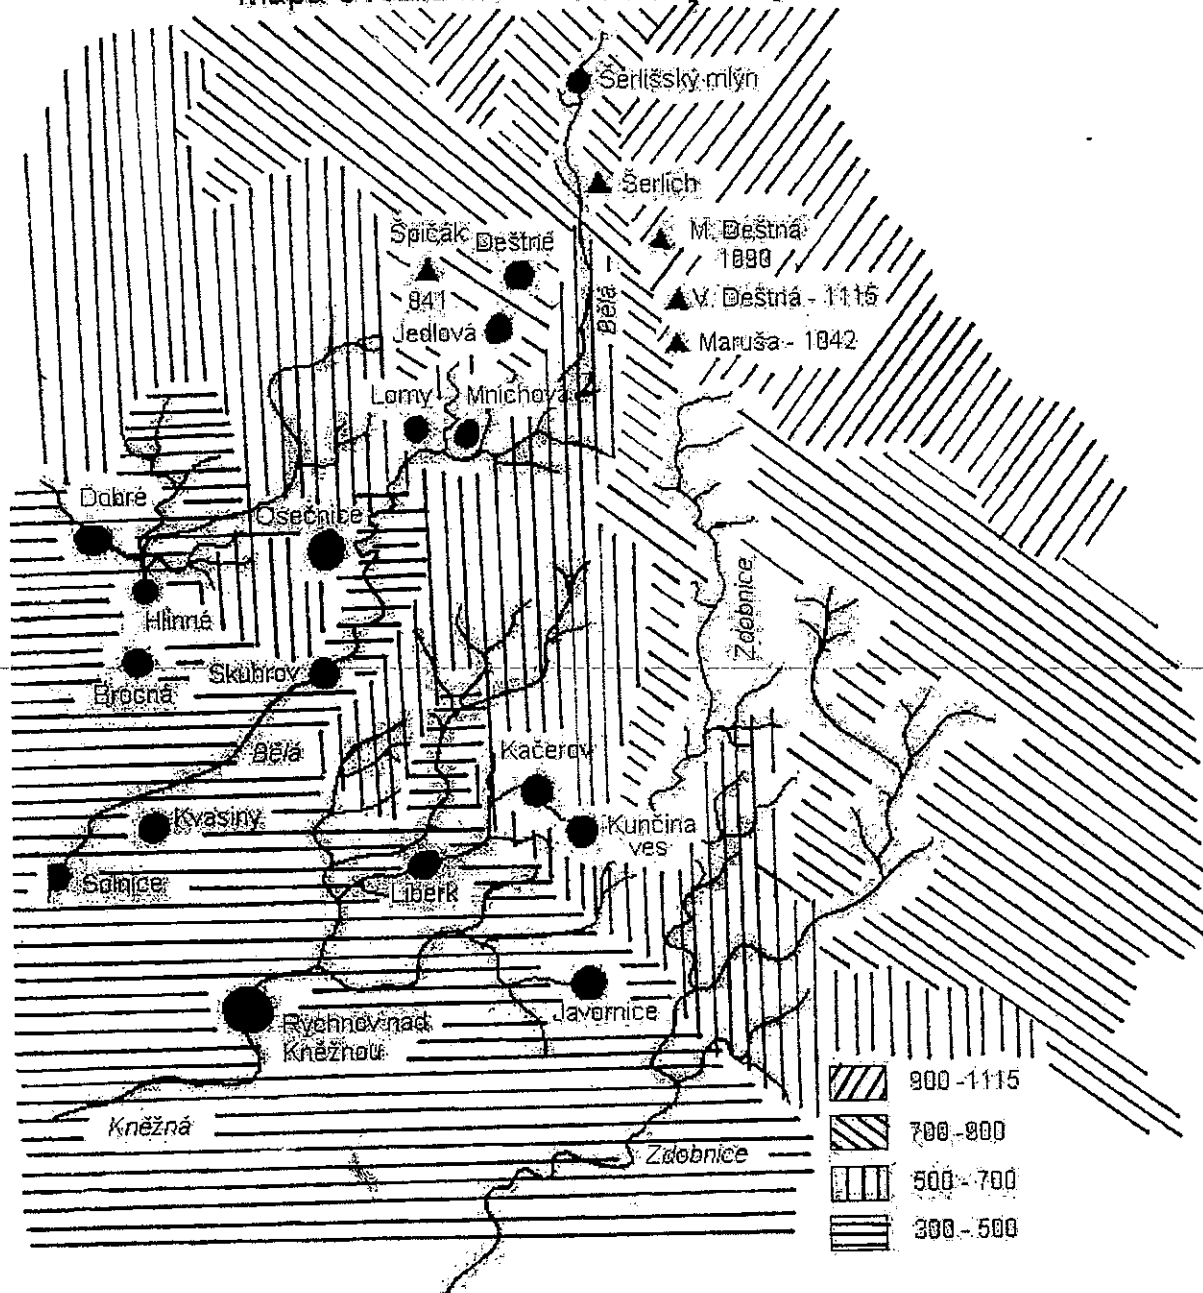 Šerlišský mlýn
Šerlich
Špičák
Deštné
M. Deštná
1090
841
V. Deštná - 1115
Bělá
Jedlová
Maruša - 1042
Lomy
Mnichová
Dobré
Osečnice
Zdobnice
Hlinné
Skuhrov
Brocná
Bělá
Kačerov
Kvasiny
Kunčina
ves
Solnice
Liberk
Javornice
Rychnov nad
Kněžnou
900 - 1115
Kněžná
700 - 900
Zdobnice
500 - 700
300 - 500